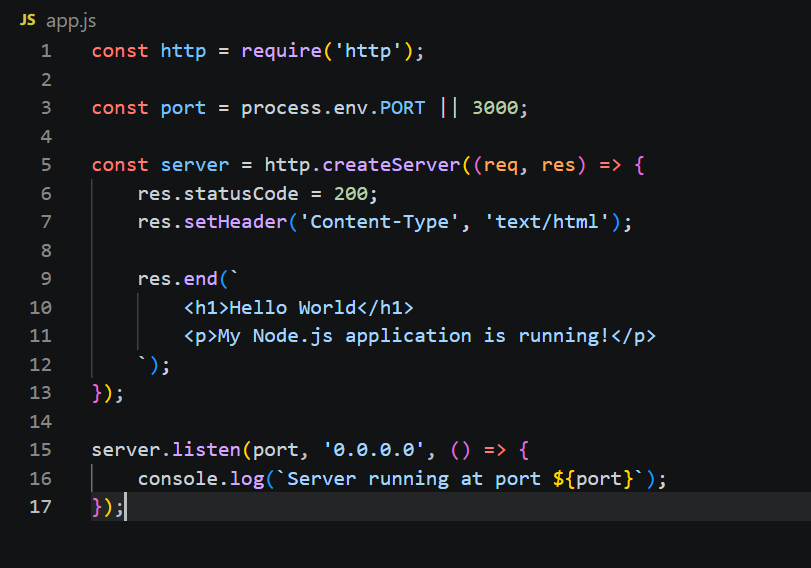 JS app.js
1 const http = require('http');
2
3 const port = process.env.PORT || 3000;
4
5 const server = http.createServer((req, res) => {
6     res.statusCode = 200;
7     res.setHeader('Content-Type', 'text/html');
8
9     res.end(`
10         <h1>Hello World</h1>
11         <p>My Node.js application is running!</p>
12     `);
13 });
14
15 server.listen(port, '0.0.0.0', () => {
16     console.log(`Server running at port ${port}`);
17 });